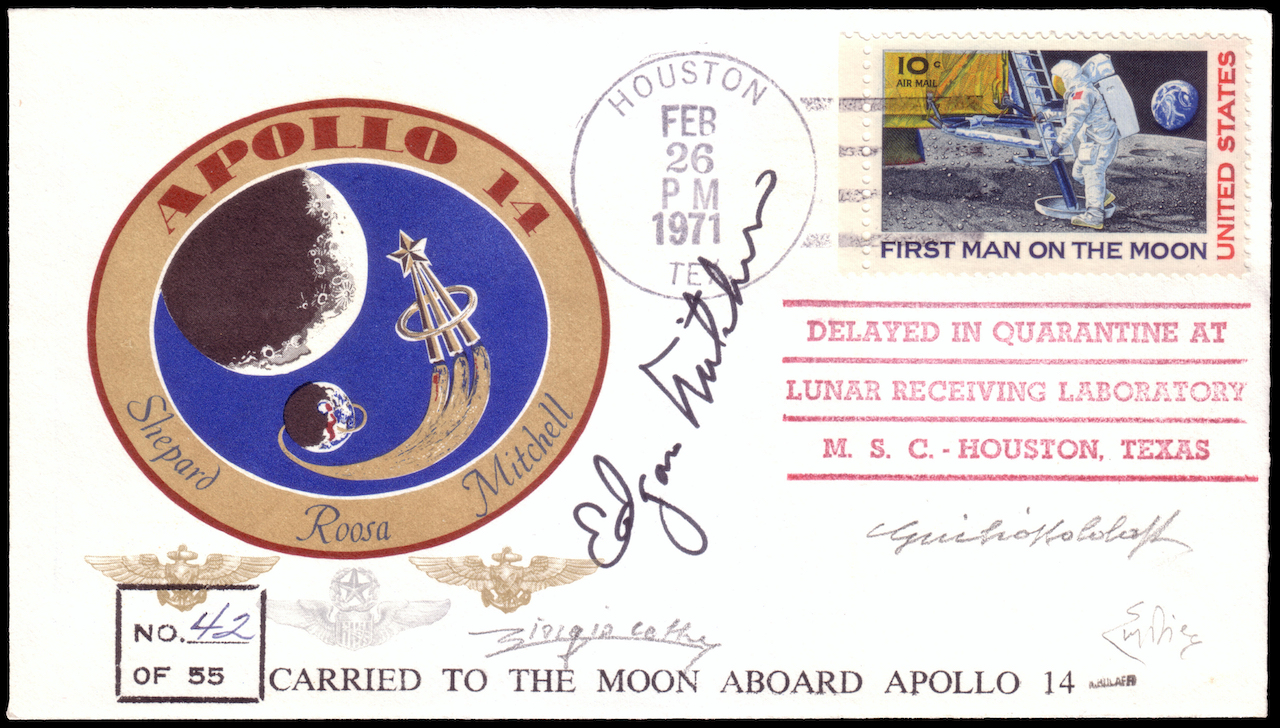 APOLLO 14
Shepard
Roosa
Mitchell
HOUSTON
FEB
26
PM
1971
TEX
10c
AIR MAIL
FIRST MAN ON THE MOON
UNITED STATES
DELAYED IN QUARANTINE AT
LUNAR RECEIVING LABORATORY
M. S. C. - HOUSTON, TEXAS
Edgar Mitchell
NO. 42
OF 55
CARRIED TO THE MOON ABOARD APOLLO 14